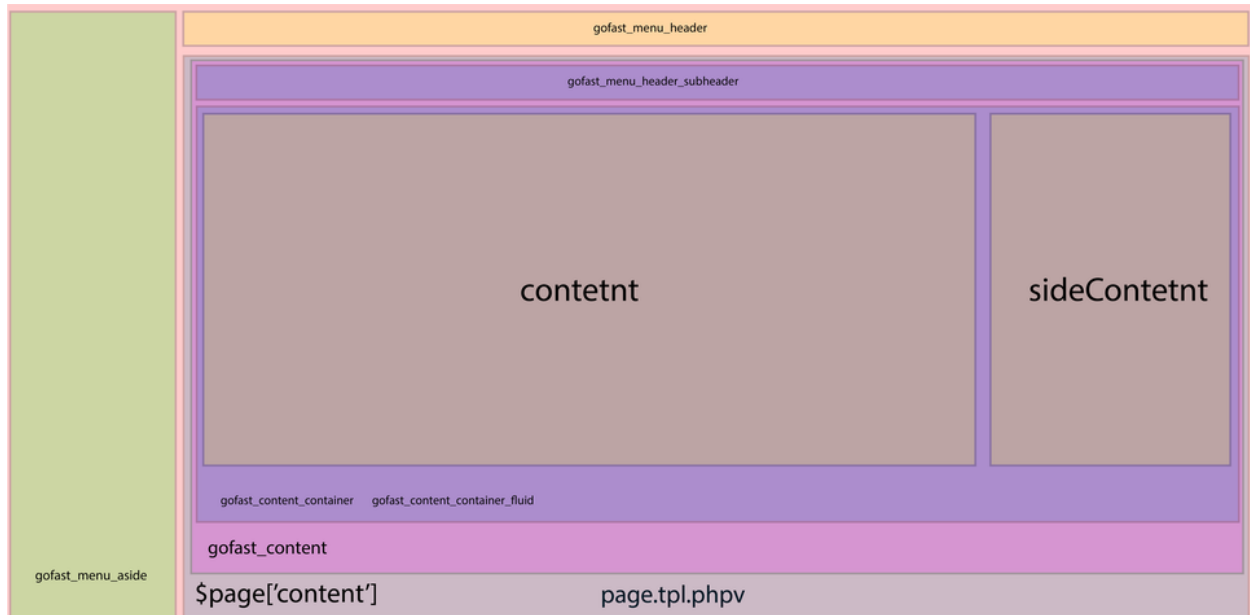 gofast_menu_header
gofast_menu_header_subheader
contetnt
sideContetnt
gofast_content_container gofast_content_container_fluid
gofast_content
gofast_menu_aside
$page['content'] page.tpl.phpv